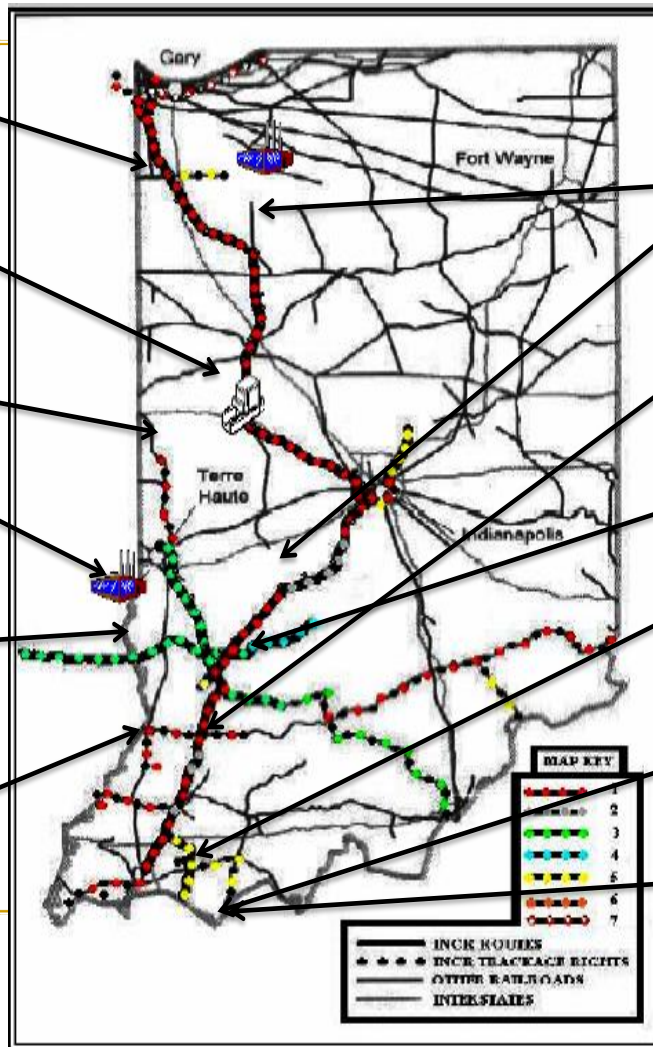 Gary
Fort Wayne
Terre
Haute
Indianapolis
MAP KEY
1
2
3
4
5
6
7
INCR ROUTES
INCR TRACKAGE RIGHTS
OTHER RAILROADS
INTERSTATES